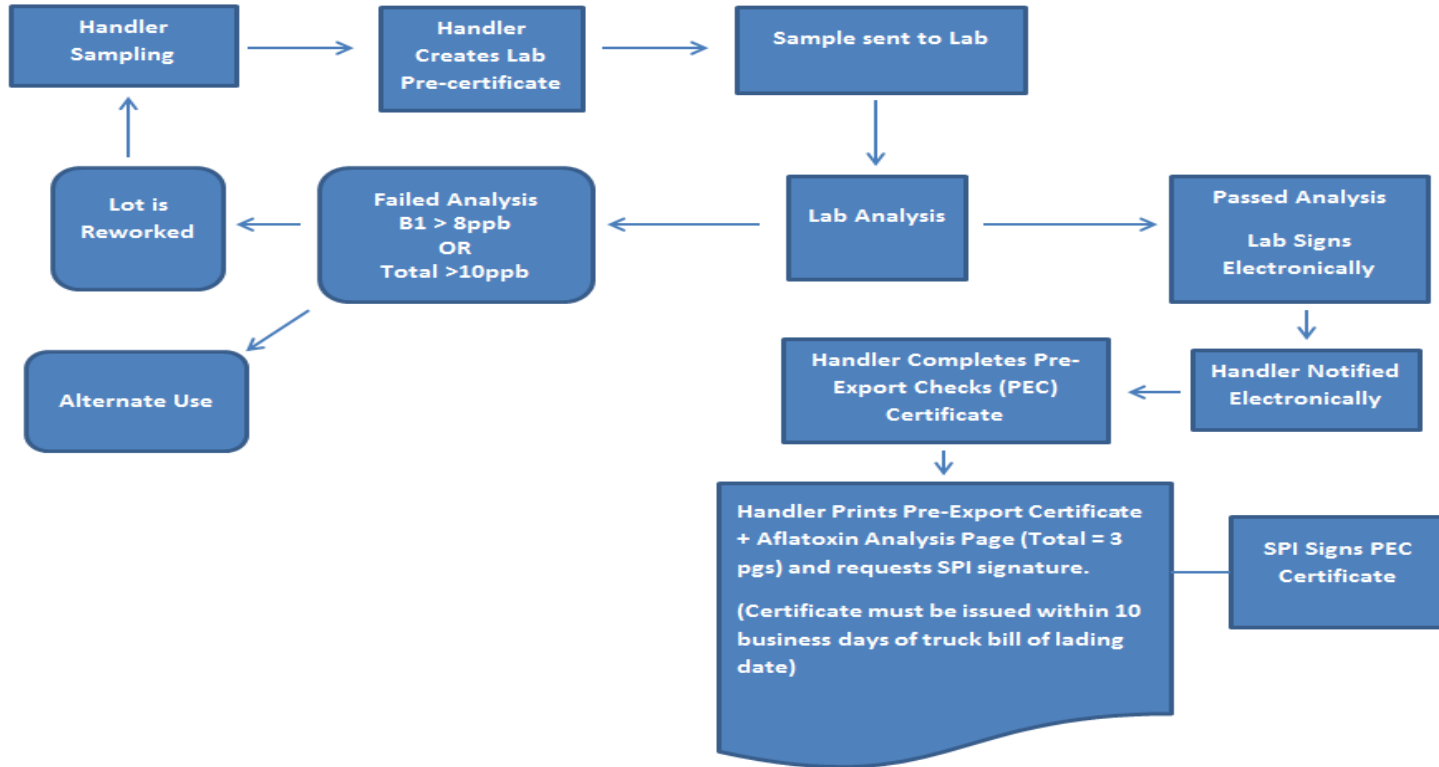 Handler
Sampling
Handler
Creates Lab
Pre-certificate
Sample sent to Lab
Lot is
Reworked
Failed Analysis
B1 > 8ppb
OR
Total >10ppb
Lab Analysis
Passed Analysis
Lab Signs
Electronically
Alternate Use
Handler Completes Pre-
Export Checks (PEC)
Certificate
Handler Notified
Electronically
Handler Prints Pre-Export Certificate
+ Aflatoxin Analysis Page (Total = 3
pgs) and requests SPI signature.
(Certificate must be issued within 10
business days of truck bill of lading
date)
SPI Signs PEC
Certificate